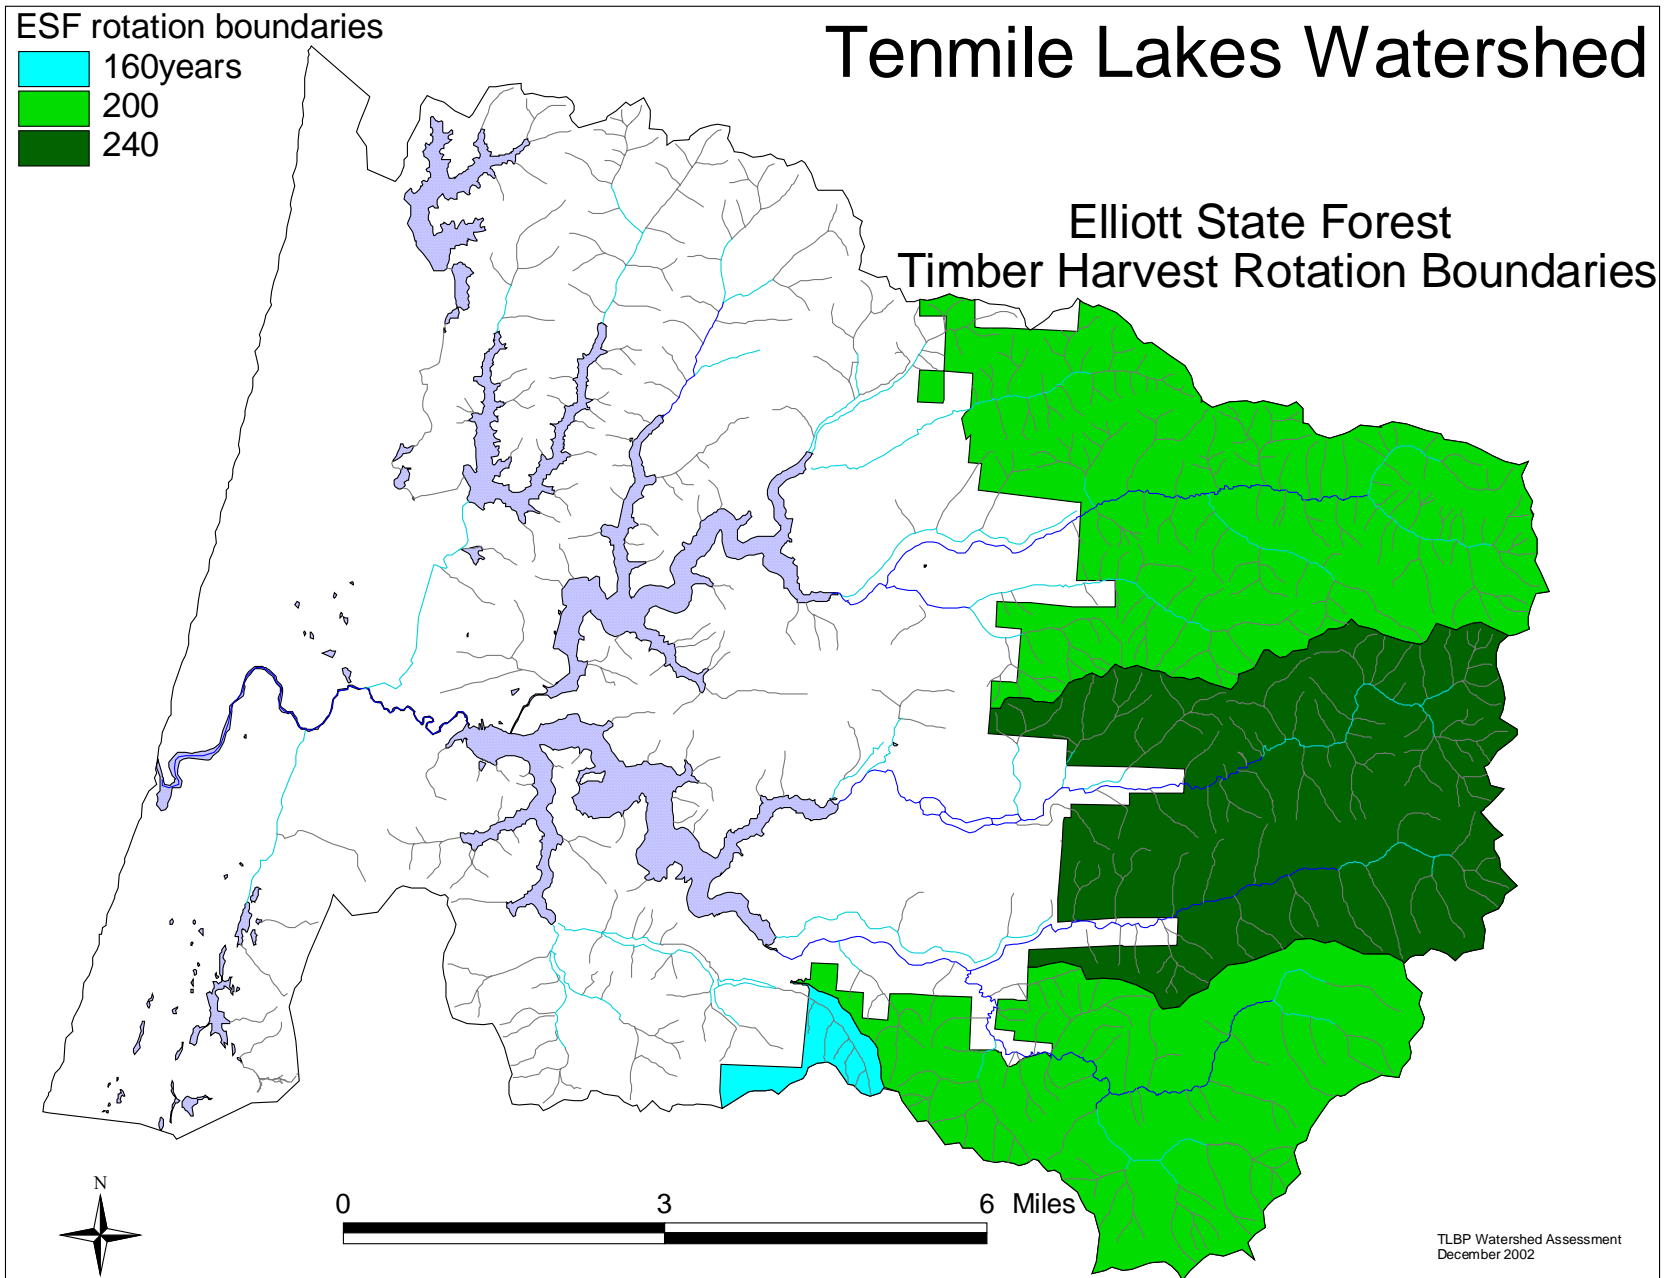 ESF rotation boundaries
160years
200
240
Tenmile Lakes Watershed
Elliott State Forest
Timber Harvest Rotation Boundaries
N
0 3 6 Miles
TLBP Watershed Assessment
December 2002